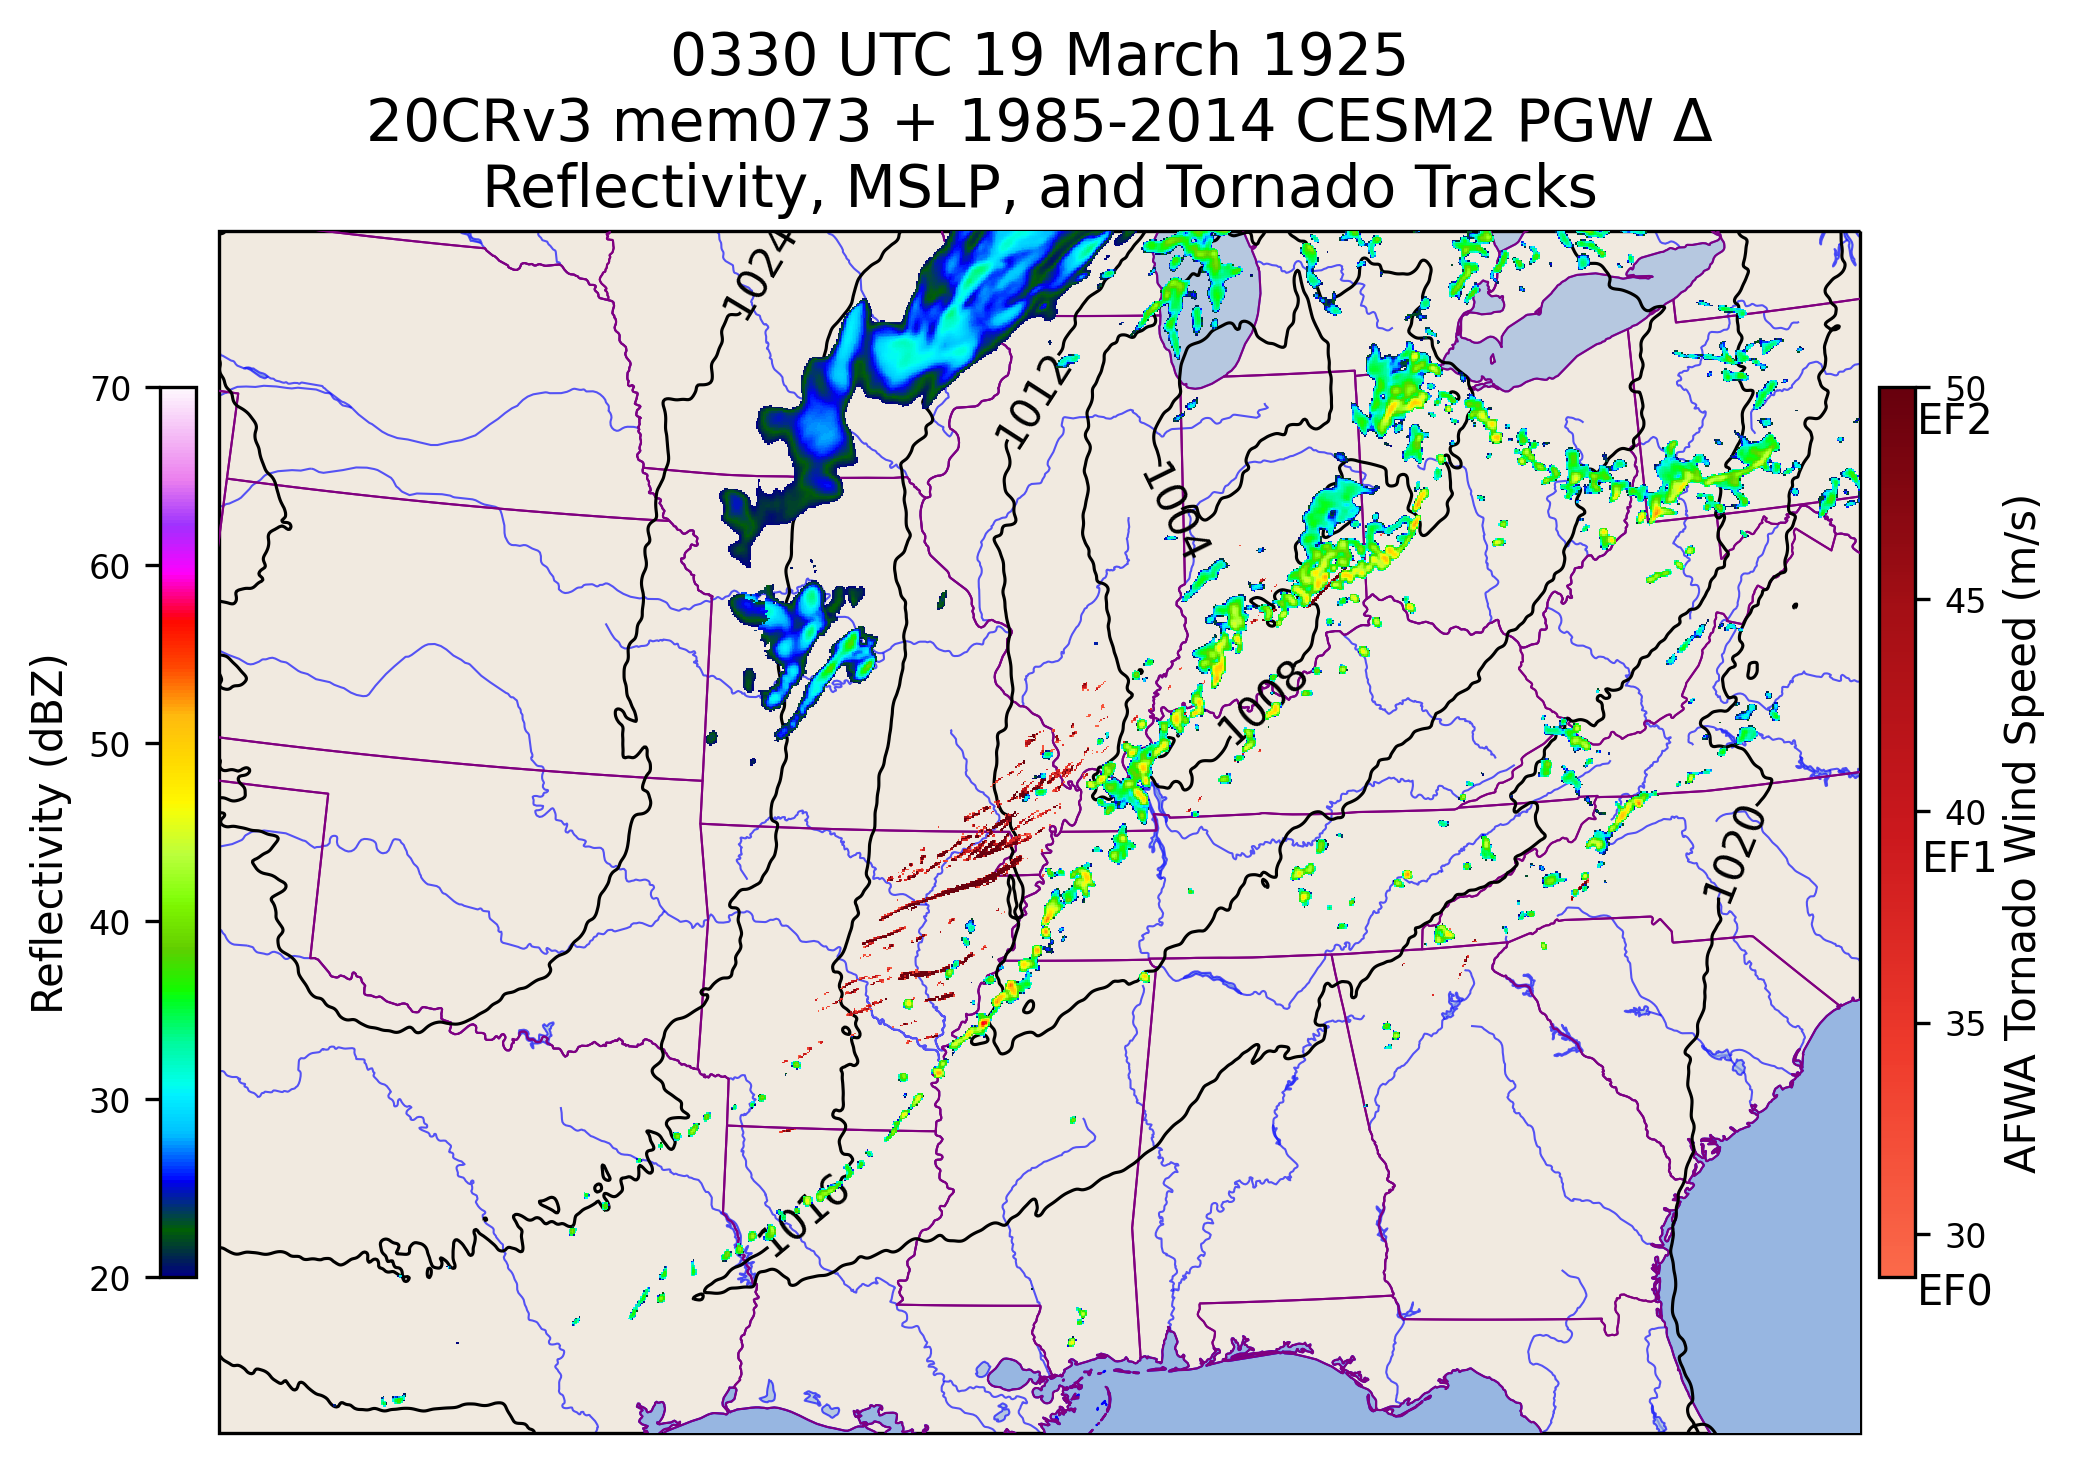 0330 UTC 19 March 1925
20CRv3 mem073 + 1985-2014 CESM2 PGW Δ
Reflectivity, MSLP, and Tornado Tracks
Reflectivity (dBZ)
70
60
50
40
30
20
1024
1012
1004
1008
1020
1016
50
EF2
45
40
EF1
35
30
EF0
AFWA Tornado Wind Speed (m/s)